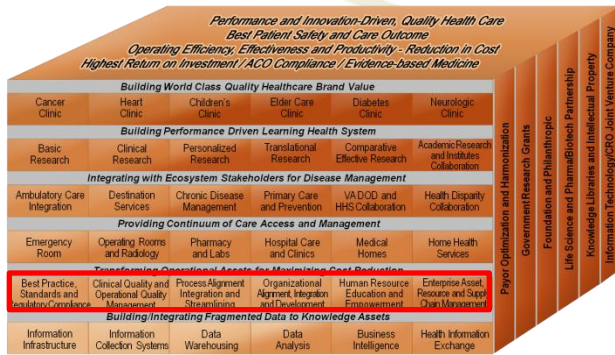 Performance and Innovation-Driven, Quality Health Care
Best Patient Safety and Care Outcome
Operating Efficiency, Effectiveness and Productivity - Reduction in Cost
Highest Return on Investment / ACO Compliance / Evidence-based Medicine
Building World Class Quality Healthcare Brand Value
Cancer Clinic
Heart Clinic
Children's Clinic
Elder Care Clinic
Diabetes Clinic
Neurologic Clinic
Building Performance Driven Learning Health System
Basic Research
Clinical Research
Personalized Research
Translational Research
Comparative Effective Research
Academic Research and Institutes Collaboration
Integrating with Ecosystem Stakeholders for Disease Management
Ambulatory Care Integration
Destination Services
Chronic Disease Management
Primary Care and Prevention
VA DOD and HHS Collaboration
Health Disparity Collaboration
Providing Continuum of Care Access and Management
Emergency Room
Operating Rooms and Radiology
Pharmacy and Labs
Hospital Care and Clinics
Medical Homes
Home Health Services
Transforming Operational Assets for Maximizing Cost Reduction
Best Practice, Standards and Regulatory Compliance
Clinical Quality and Operational Quality Management
Process Alignment Integration and Streamlining
Organizational Alignment, Integration and Development
Human Resource Education and Empowerment
Enterprise Asset, Resource and Supply Chain Management
Building/Integrating Fragmented Data to Knowledge Assets
Information Infrastructure
Information Collection Systems
Data Warehousing
Data Analysis
Business Intelligence
Health Information Exchange
Payor Optimization and Harmonization
Government Research Grants
Foundation and Philanthropic
Life Science and Pharma/Biotech Partnership
Knowledge Libraries and Intellectual Property
Information Technology/CRO Joint Venture Company